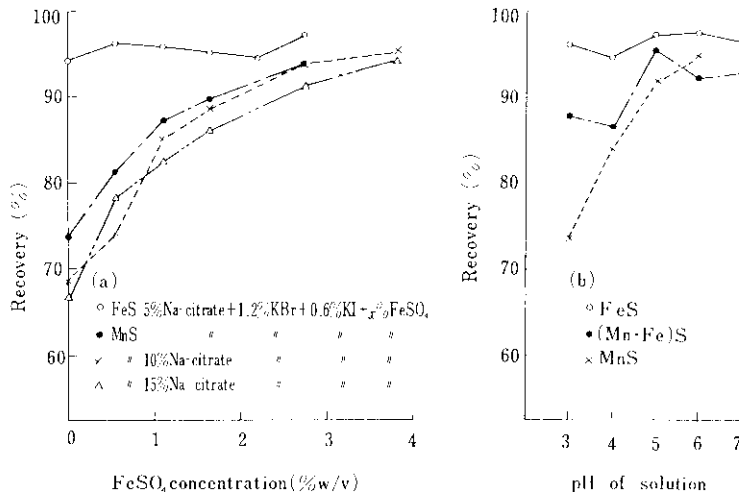 100
90
80
70
60
Recovery (%)
(a)
○ FeS 5%Na-citrate+1.2%KBr+0.6%KI+x%FeSO₄
● MnS 〃 〃 〃 〃
× 〃 10%Na-citrate 〃 〃 〃
△ 〃 15%Na citrate 〃 〃 〃
0 1 2 3 4
FeSO₄ concentration(%w/v)
100
90
80
70
60
Recovery (%)
(b)
○ FeS
● (Mn·Fe)S
× MnS
3 4 5 6 7
pH of solution